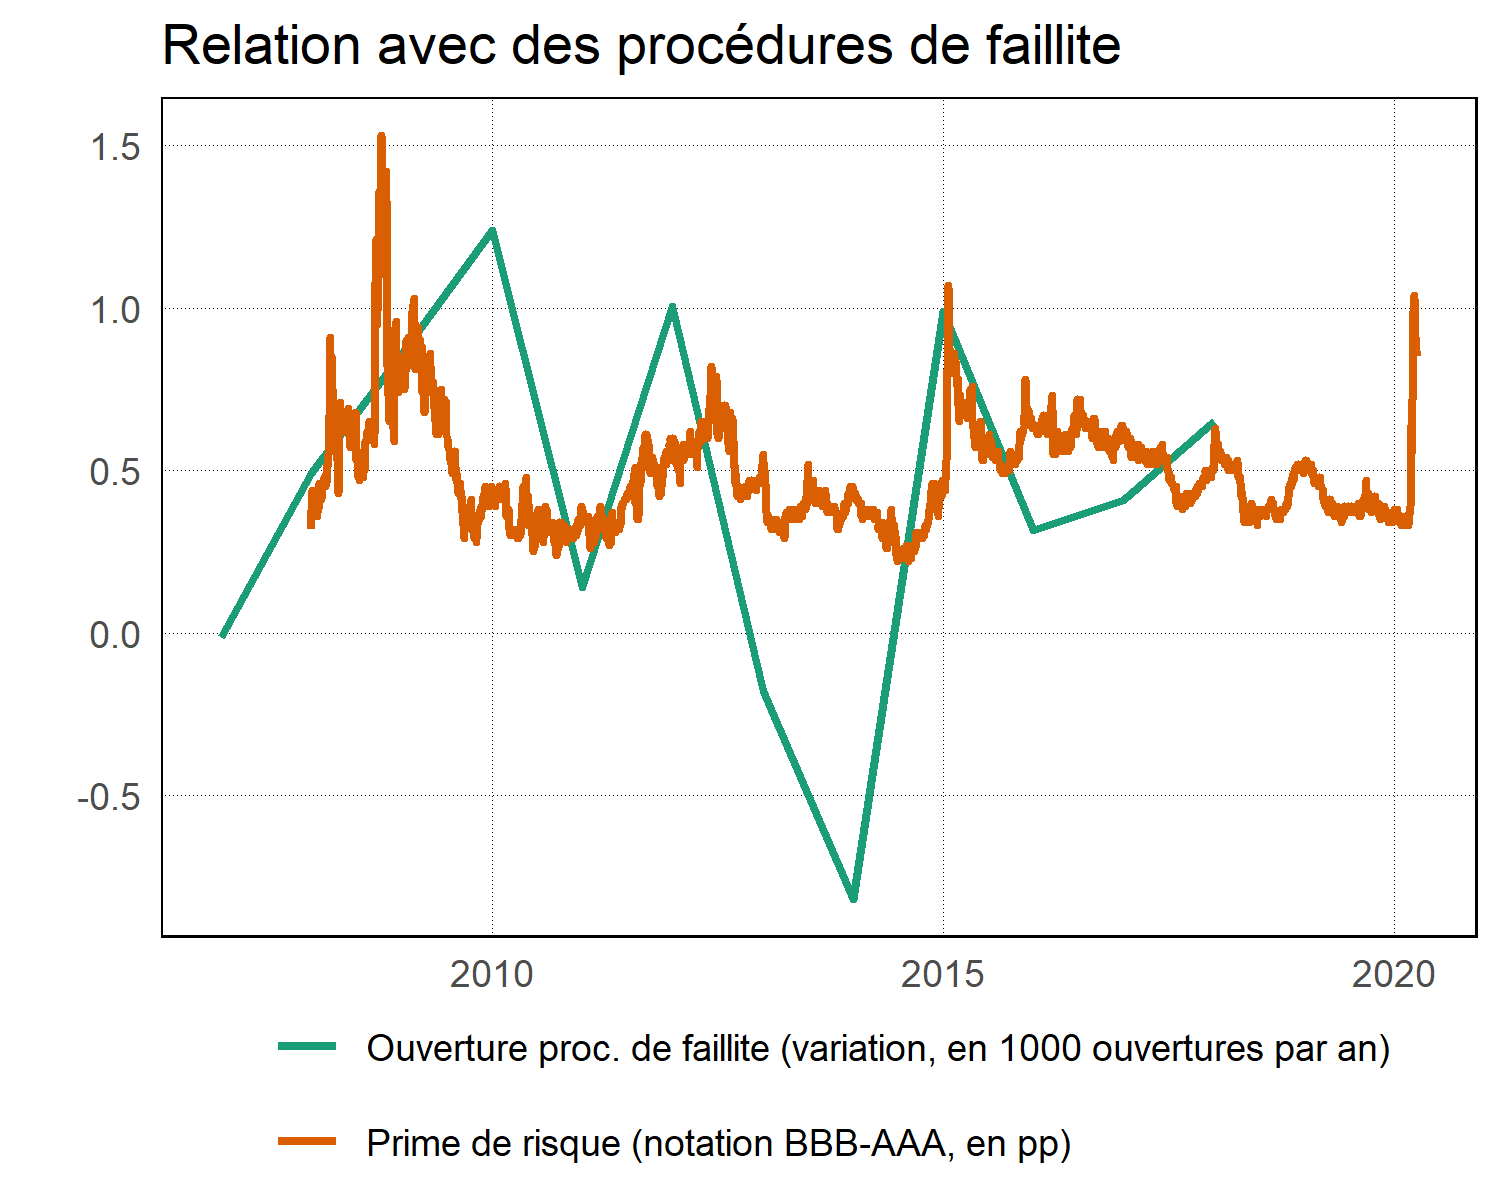 Relation avec des procédures de faillite
1.5
1.0
0.5
0.0
-0.5
2010 2015 2020
Ouverture proc. de faillite (variation, en 1000 ouvertures par an)
Prime de risque (notation BBB-AAA, en pp)